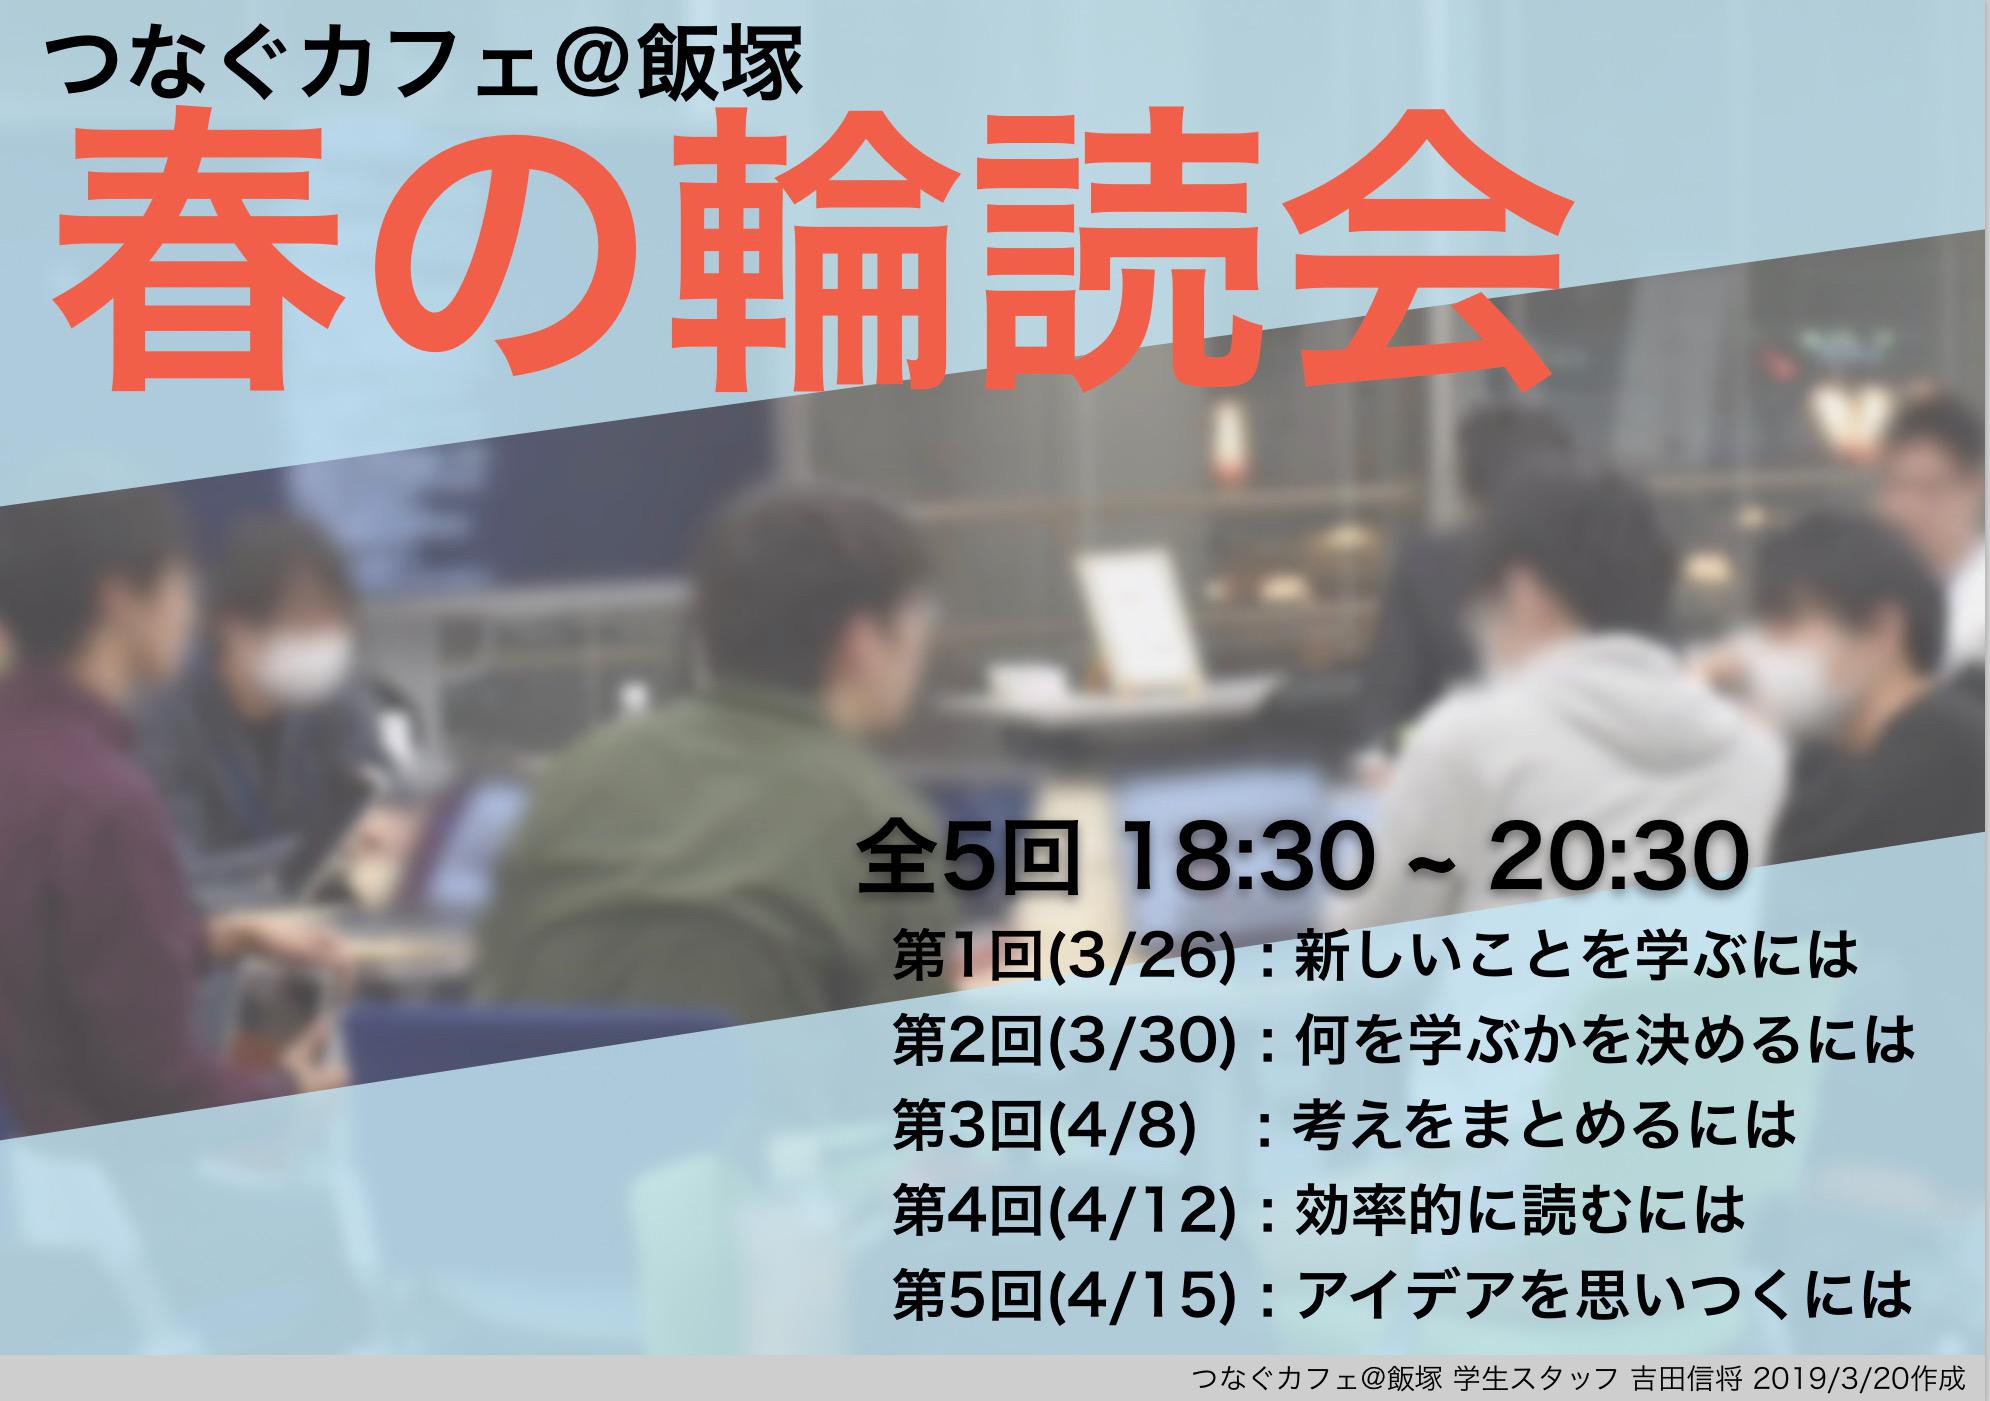 つなぐカフェ@飯塚
春の輪読会
全5回 18:30 ~ 20:30
第1回(3/26) : 新しいことを学ぶには
第2回(3/30) : 何を学ぶかを決めるには
第3回(4/8) : 考えをまとめるには
第4回(4/12) : 効率的に読むには
第5回(4/15) : アイデアを思いつくには
つなぐカフェ@飯塚 学生スタッフ 吉田信将 2019/3/20作成